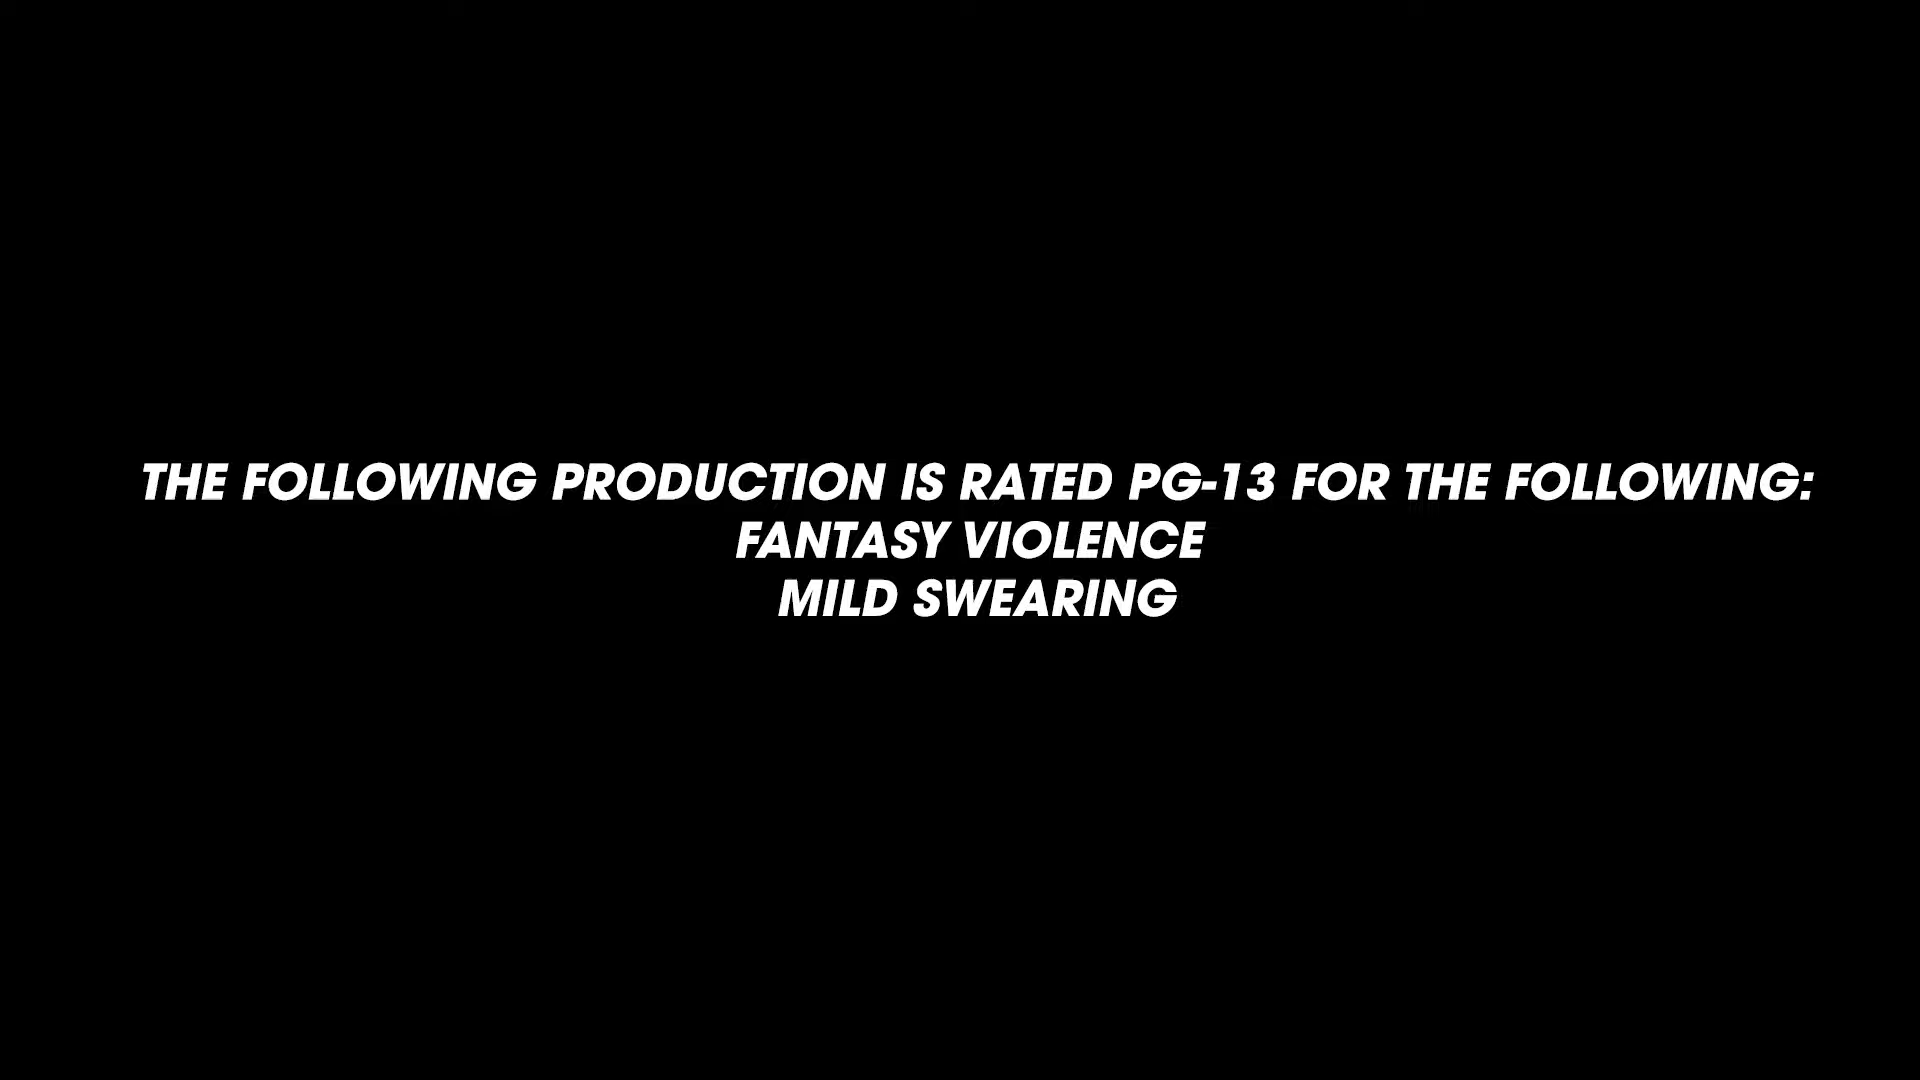 THE FOLLOWING PRODUCTION IS RATED PG-13 FOR THE FOLLOWING:
FANTASY VIOLENCE
MILD SWEARING